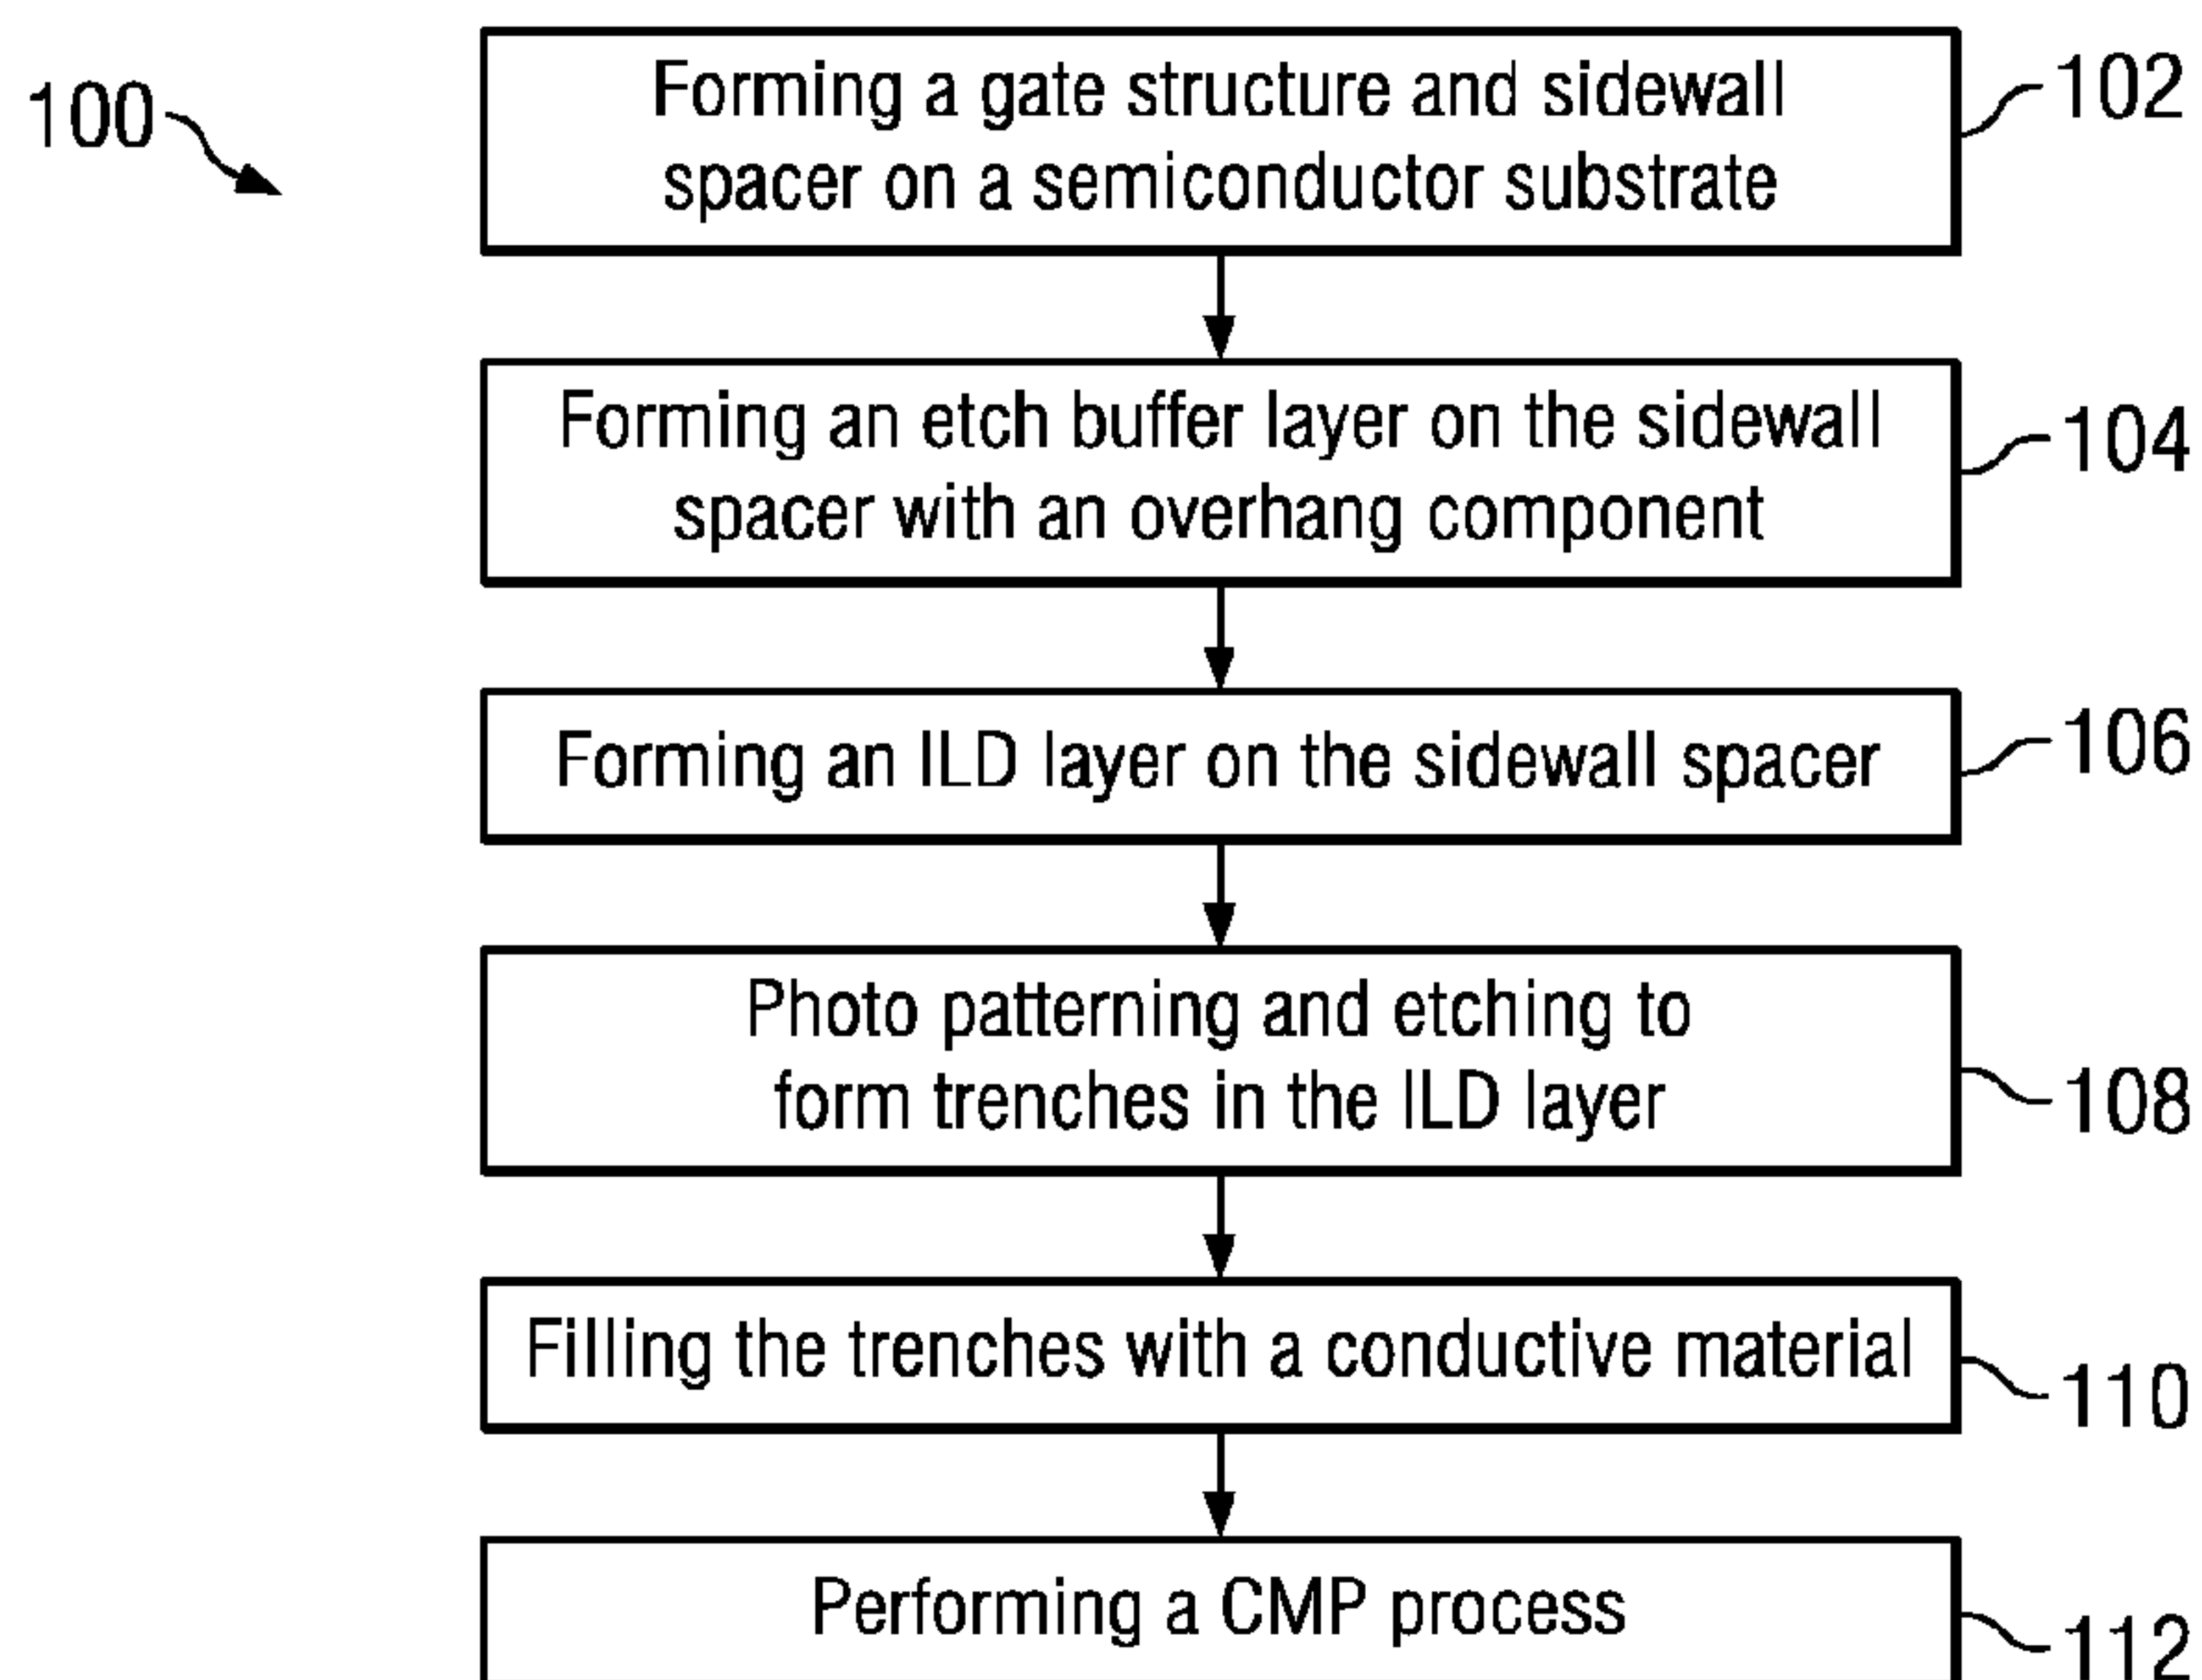 100
Forming a gate structure and sidewall
spacer on a semiconductor substrate
102
Forming an etch buffer layer on the sidewall
spacer with an overhang component
104
Forming an ILD layer on the sidewall spacer
106
Photo patterning and etching to
form trenches in the ILD layer
108
Filling the trenches with a conductive material
110
Performing a CMP process
112